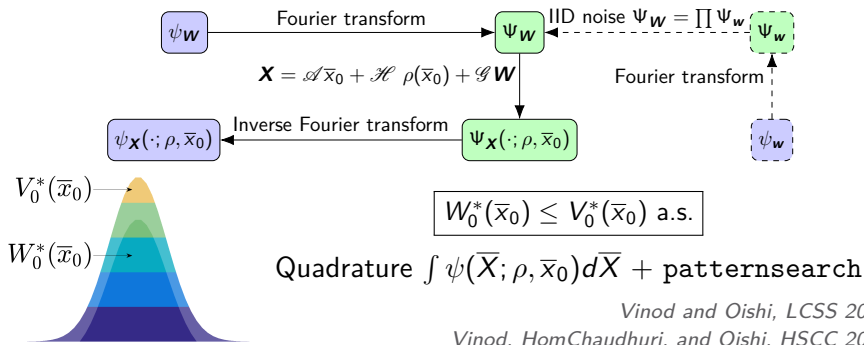 ψ_W Fourier transform Ψ_W IID noise Ψ_W = ∏ Ψ_w Ψ_w
X = 𝒜x̄₀ + ℋ ρ(x̄₀) + 𝒢W Fourier transform
ψ_X(·; ρ, x̄₀) Inverse Fourier transform Ψ_X(·; ρ, x̄₀) ψ_w
V₀*(x̄₀)
W₀*(x̄₀) ≤ V₀*(x̄₀) a.s.
W₀*(x̄₀)
Quadrature ∫ ψ(X̄; ρ, x̄₀)dX̄ + patternsearch
Vinod and Oishi, LCSS 20
Vinod, HomChaudhuri, and Oishi, HSCC 20